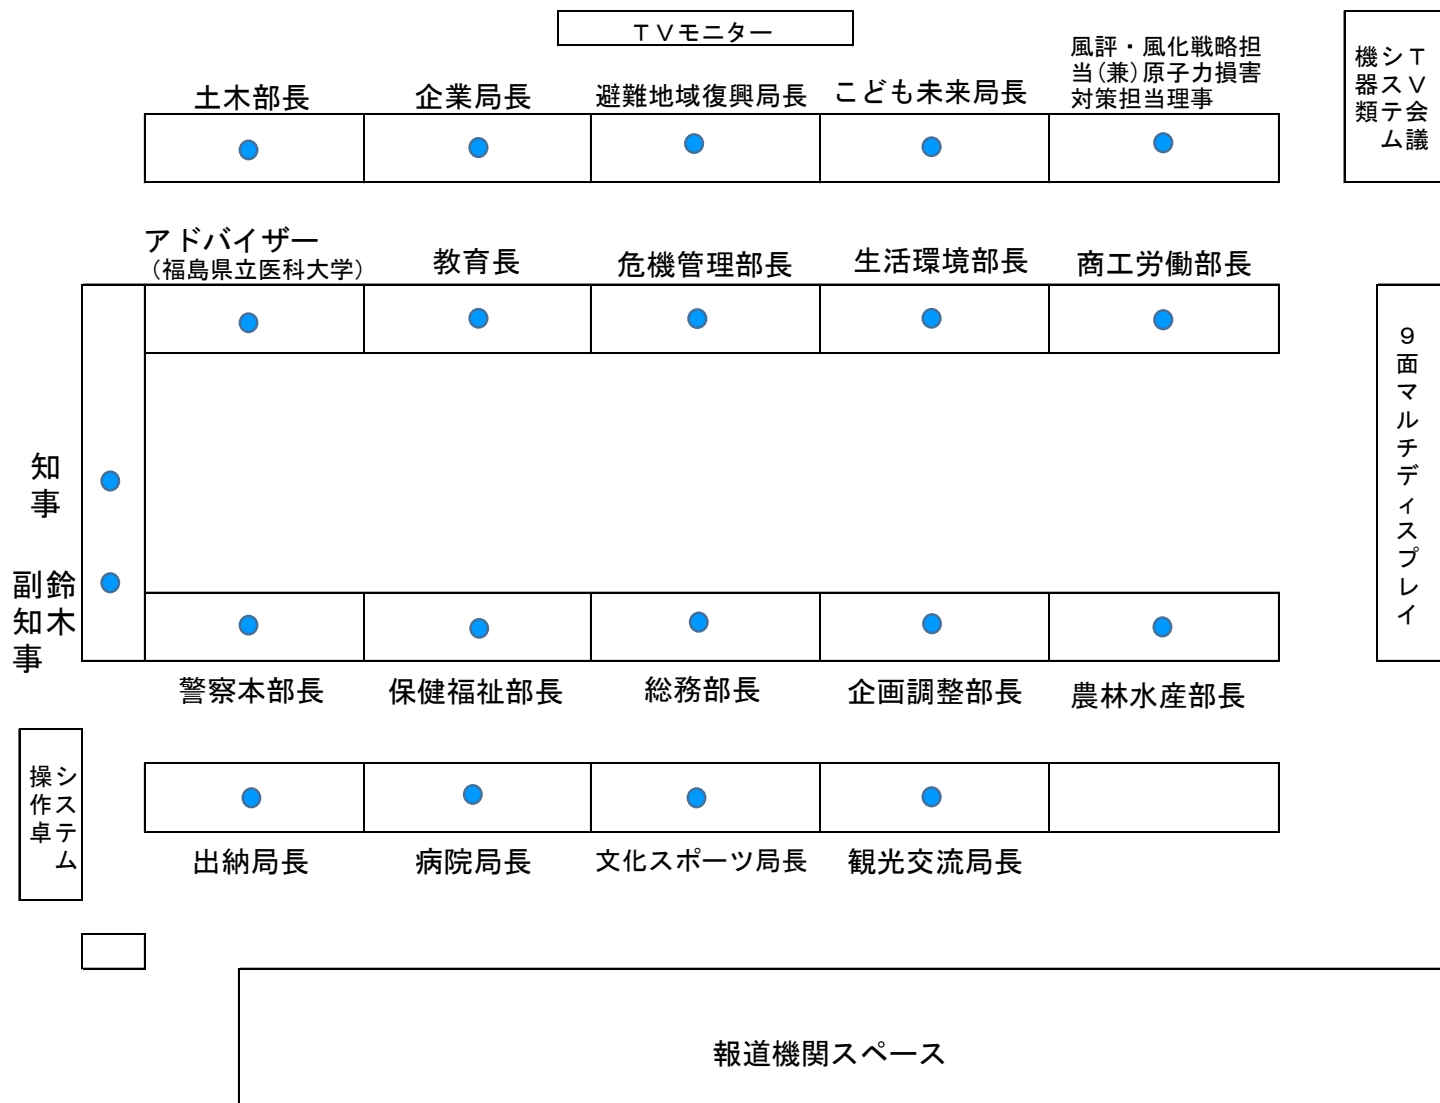 ＴＶモニター
風評・風化戦略担
当(兼)原子力損害
対策担当理事
土木部長
企業局長
避難地域復興局長
こども未来局長
ＴＶ会議
システム
機器類
アドバイザー
（福島県立医科大学）
教育長
危機管理部長
生活環境部長
商工労働部長
９面マルチディスプレイ
知事
鈴木
副知事
警察本部長
保健福祉部長
総務部長
企画調整部長
農林水産部長
システム
操作卓
出納局長
病院局長
文化スポーツ局長
観光交流局長
報道機関スペース